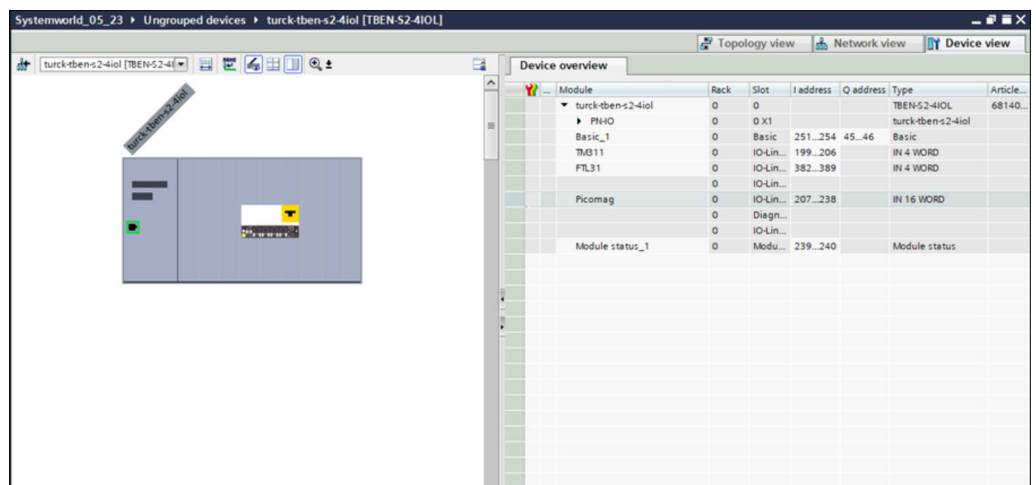 Systemworld_05_23 ▸ Ungrouped devices ▸ turck-tben-s2-4iol [TBEN-S2-4IOL]
Topology view Network view Device view
turck-tben-s2-4iol [TBEN-S2-4I
turck-tben-s2-4iol
Device overview
... Module Rack Slot I address Q address Type Article...
turck-tben-s2-4iol 0 0 TBEN-S2-4IOL 68140...
PN-IO 0 0 X1 turck-tben-s2-4iol
Basic_1 0 Basic 251...254 45...46 Basic
TM311 0 IO-Lin... 199...206 IN 4 WORD
FTL31 0 IO-Lin... 382...389 IN 4 WORD
0 IO-Lin...
Picomag 0 IO-Lin... 207...238 IN 16 WORD
0 Diagn...
0 IO-Lin...
Module status_1 0 Modu... 239...240 Module status